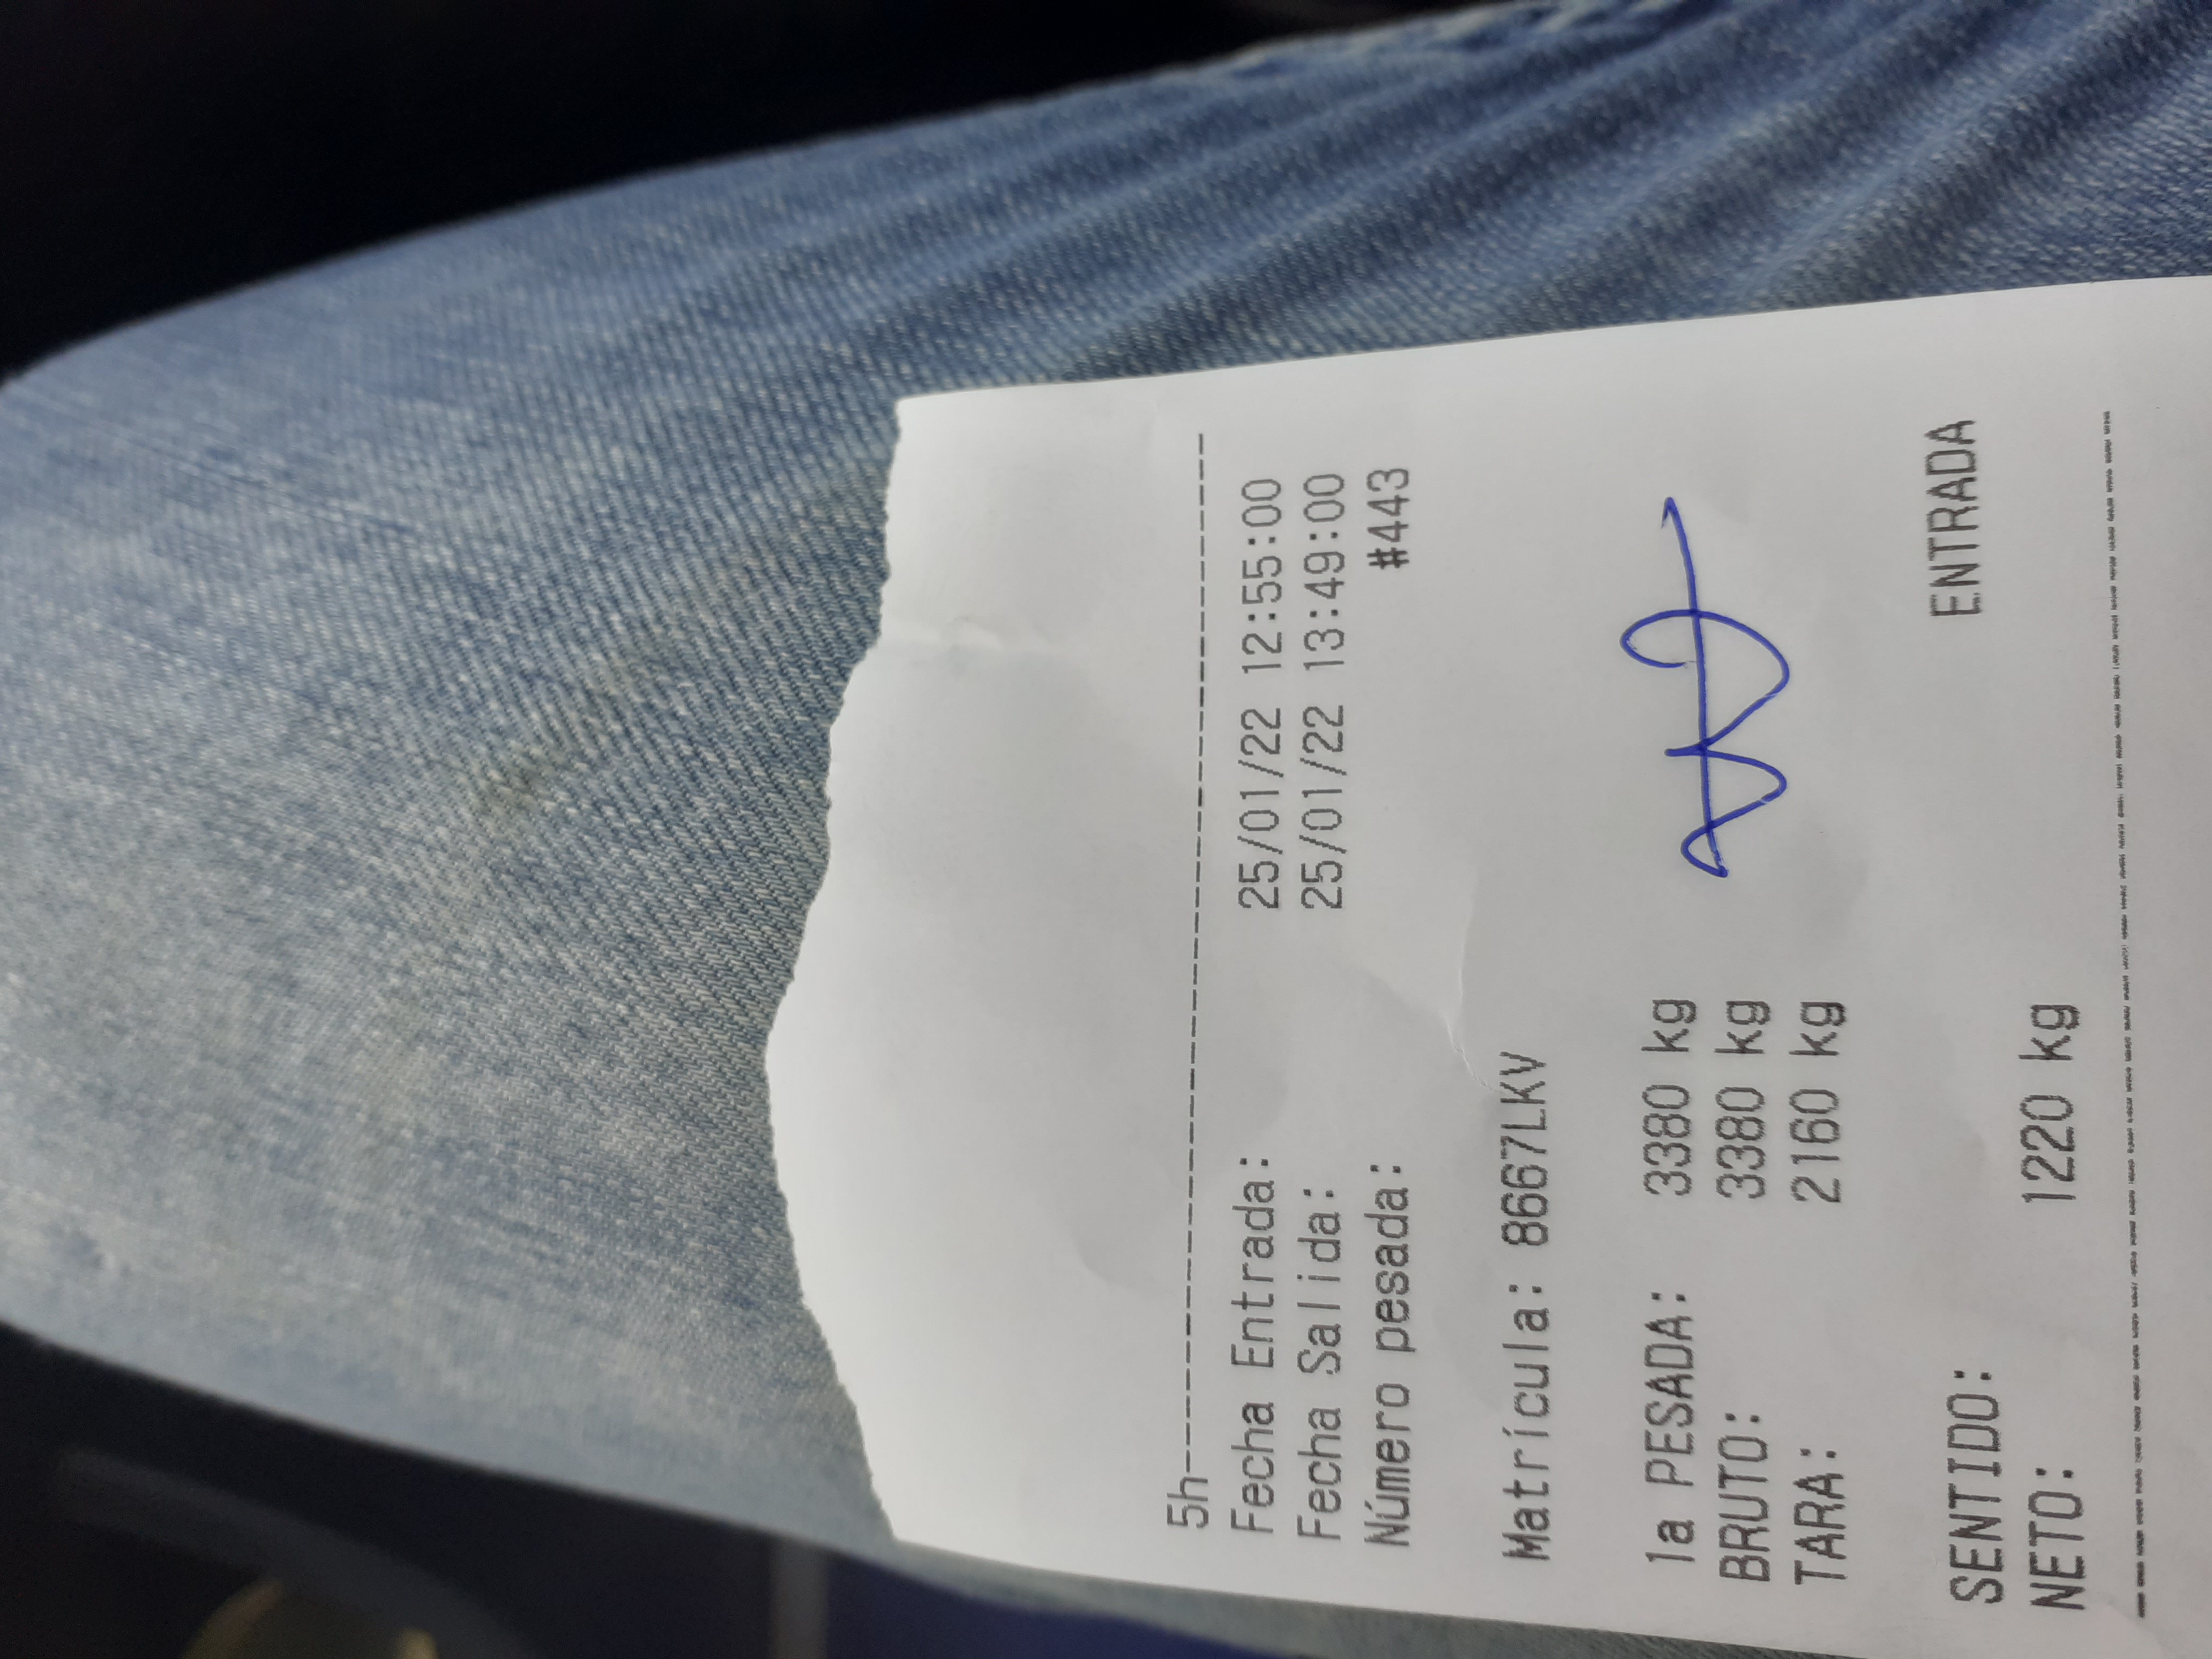 5h--------------------------------
Fecha Entrada: 25/01/22 12:55:00
Fecha Salida: 25/01/22 13:49:00
Número pesada: #443
Matrícula: 8667LKV
1a PESADA: 3380 kg
BRUTO: 3380 kg
TARA: 2160 kg
SENTIDO: ENTRADA
NETO: 1220 kg